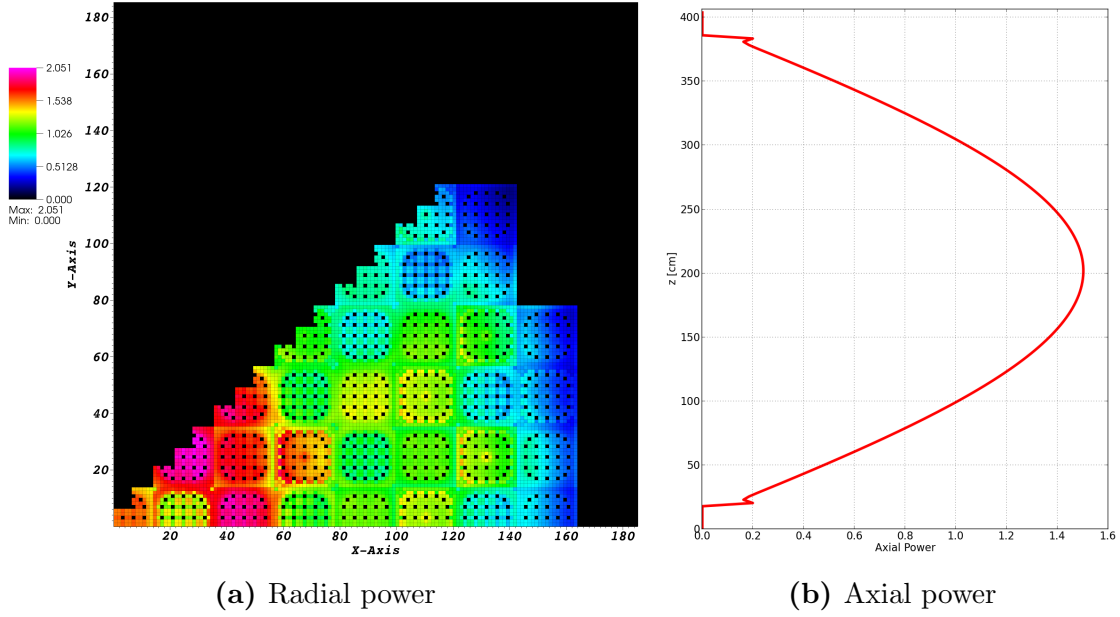 2.051
1.538
1.026
0.5128
0.000
Max: 2.051
Min: 0.000
180
160
140
120
100
80
60
40
20
Y-Axis
20 40 60 80 100 120 140 160 180
X-Axis
400
350
300
250
200
150
100
50
0
z [cm]
0.0 0.2 0.4 0.6 0.8 1.0 1.2 1.4 1.6
Axial Power
(a) Radial power
(b) Axial power